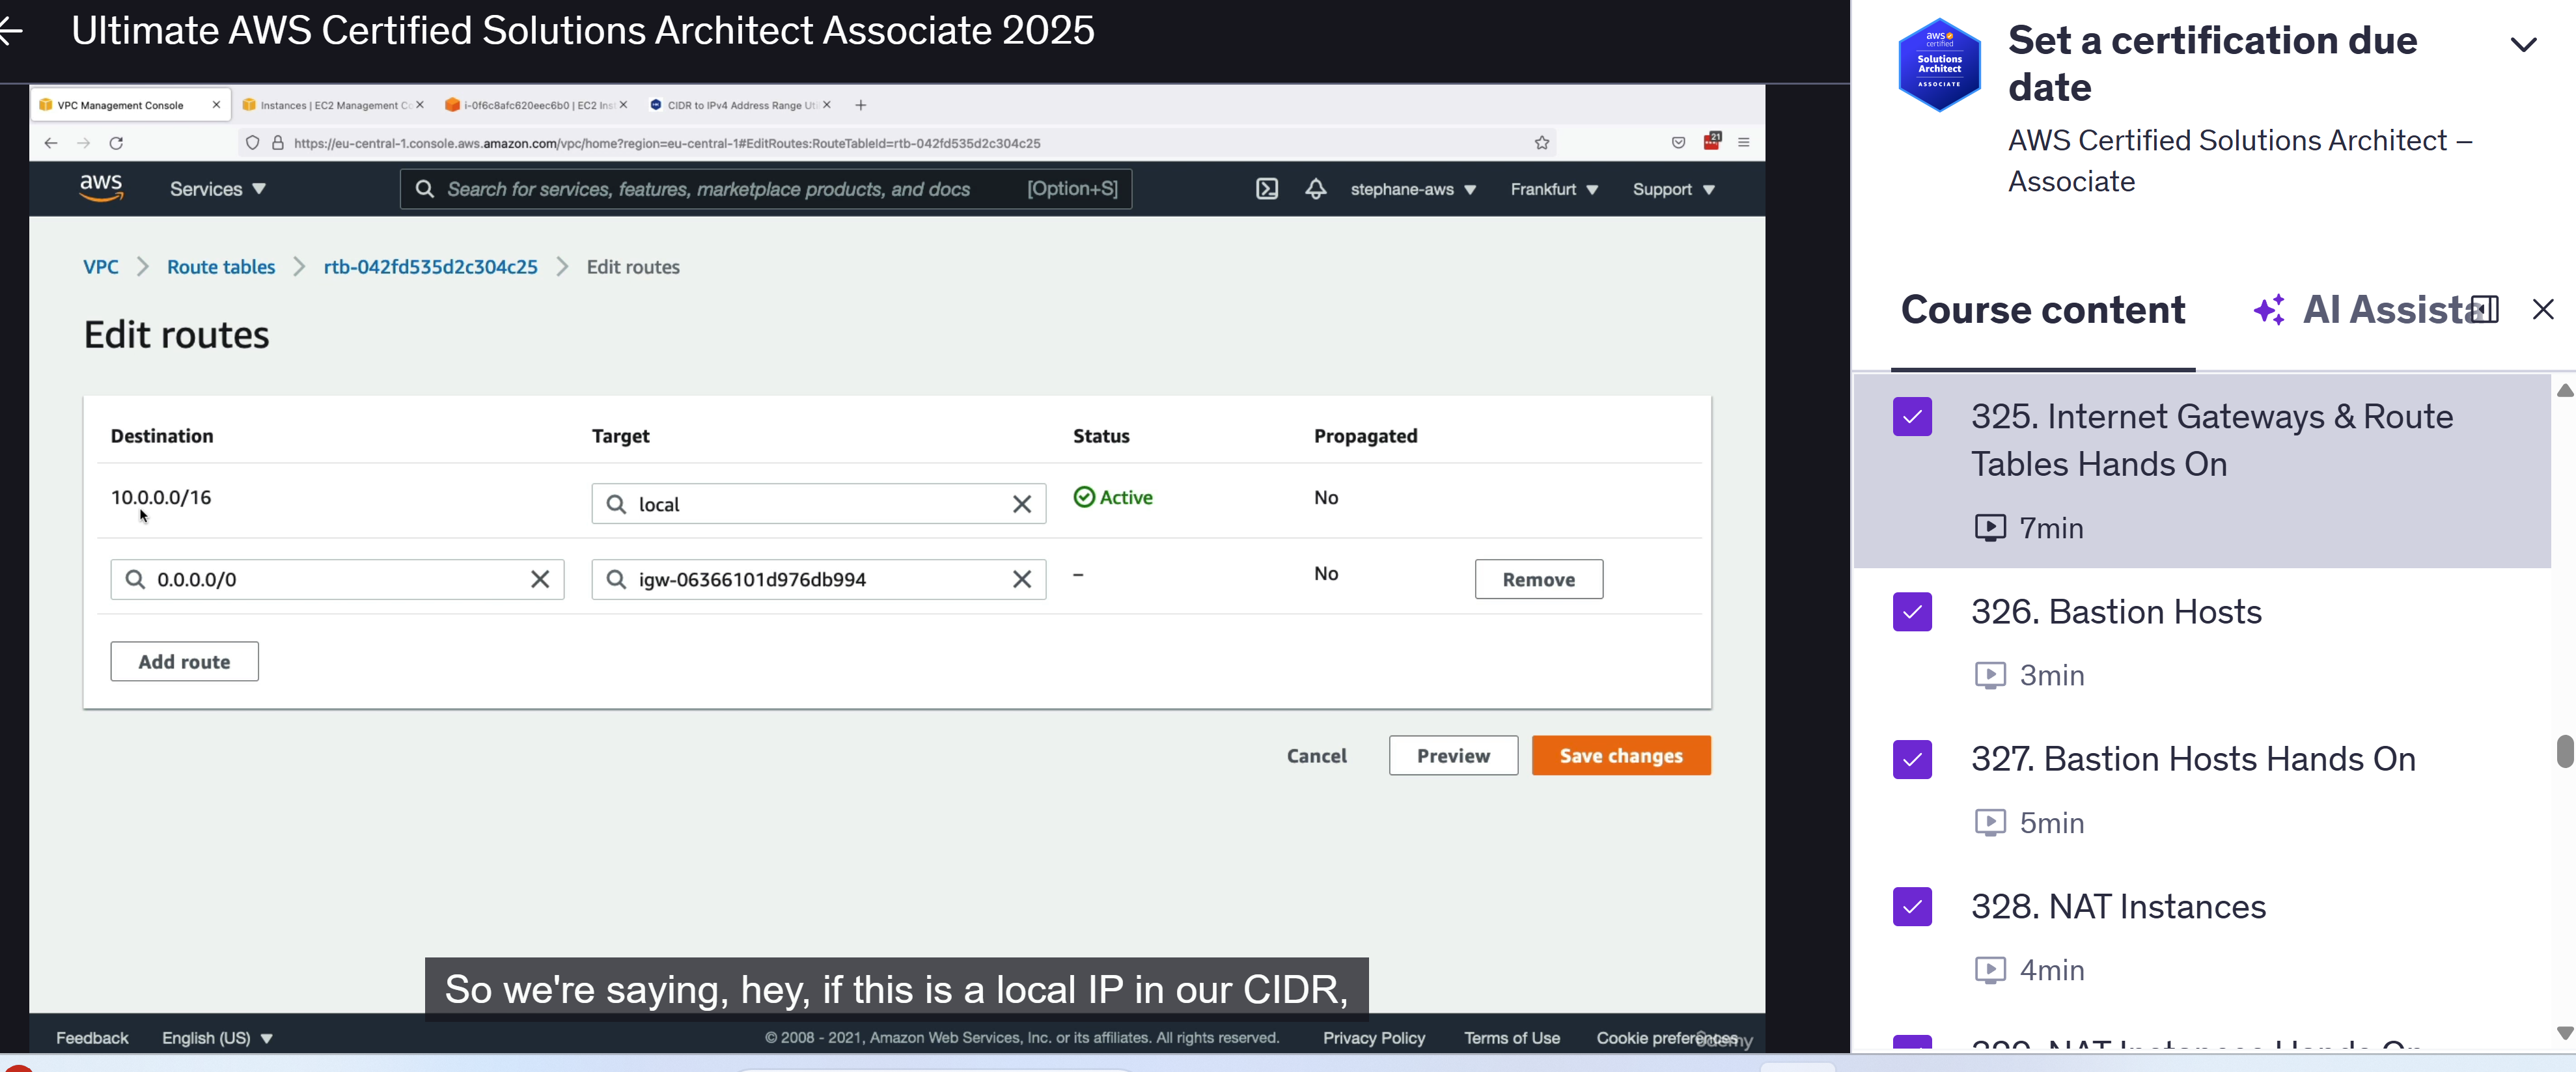 Ultimate AWS Certified Solutions Architect Associate 2025
VPC Management Console
Instances | EC2 Management C
i-0f6c8afc620eec6b0 | EC2 Ins
CIDR to IPv4 Address Range Ut
https://eu-central-1.console.aws.amazon.com/vpc/home?region=eu-central-1#EditRoutes:RouteTableId=rtb-042fd535d2c304c25
21
aws
Services
Search for services, features, marketplace products, and docs
[Option+S]
stephane-aws
Frankfurt
Support
VPC
Route tables
rtb-042fd535d2c304c25
Edit routes
Edit routes
Destination
Target
Status
Propagated
10.0.0.0/16
local
Active
No
0.0.0.0/0
igw-06366101d976db994
–
No
Remove
Add route
Cancel
Preview
Save changes
So we're saying, hey, if this is a local IP in our CIDR,
Feedback
English (US)
© 2008 - 2021, Amazon Web Services, Inc. or its affiliates. All rights reserved.
Privacy Policy
Terms of Use
Cookie preferences
ûdemy
aws
certified
Solutions
Architect
ASSOCIATE
Set a certification due
date
AWS Certified Solutions Architect –
Associate
Course content
AI Assista
325. Internet Gateways & Route
Tables Hands On
7min
326. Bastion Hosts
3min
327. Bastion Hosts Hands On
5min
328. NAT Instances
4min
329. NAT Instances Hands On